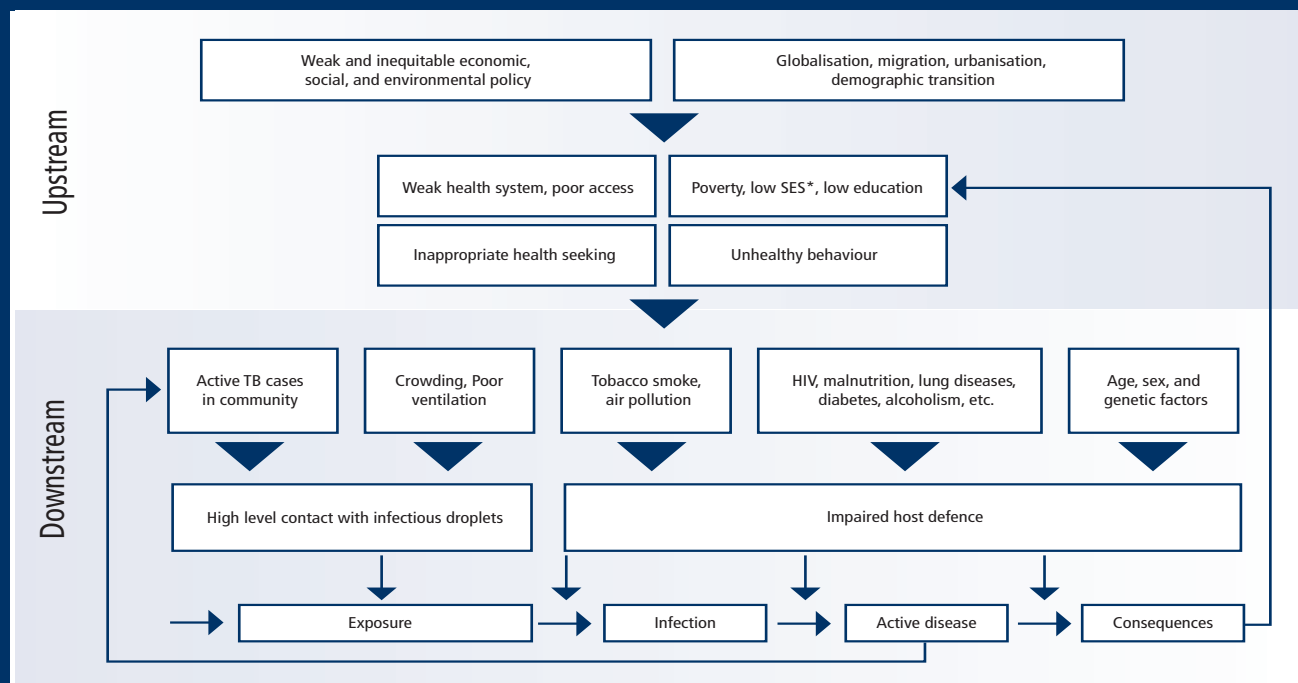 Upstream
Weak and inequitable economic,
social, and environmental policy
Globalisation, migration, urbanisation,
demographic transition
Weak health system, poor access
Poverty, low SES*, low education
Inappropriate health seeking
Unhealthy behaviour
Downstream
Active TB cases
in community
Crowding, Poor
ventilation
Tobacco smoke,
air pollution
HIV, malnutrition, lung diseases,
diabetes, alcoholism, etc.
Age, sex, and
genetic factors
High level contact with infectious droplets
Impaired host defence
Exposure
Infection
Active disease
Consequences